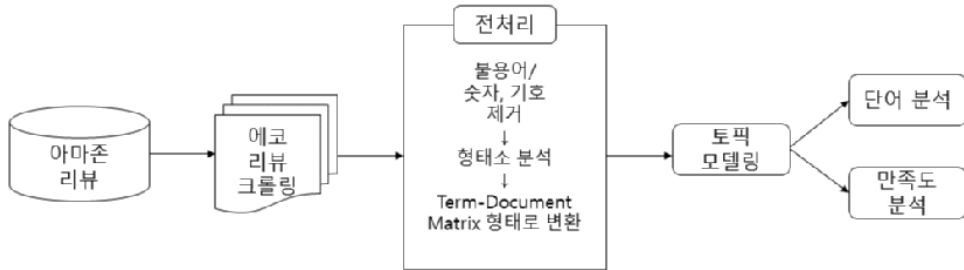 아마존
리뷰
에코
리뷰
크롤링
전처리
불용어/
숫자, 기호
제거
↓
형태소 분석
↓
Term-Document
Matrix 형태로 변환
토픽
모델링
단어 분석
만족도
분석